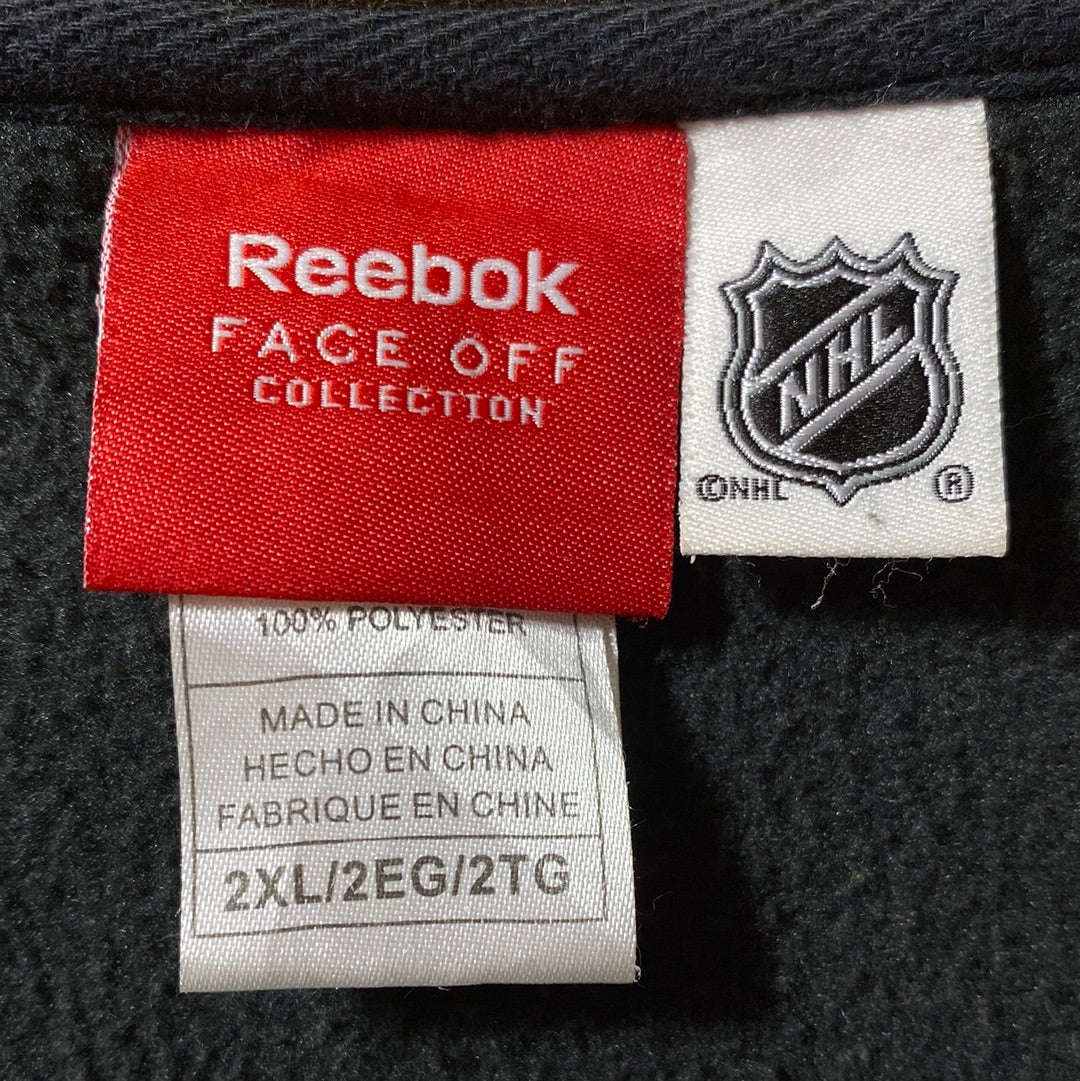 Reebok
FACE OFF
COLLECTION
NHL
©NHL ®
100% POLYESTER
MADE IN CHINA
HECHO EN CHINA
FABRIQUE EN CHINE
2XL/2EG/2TG